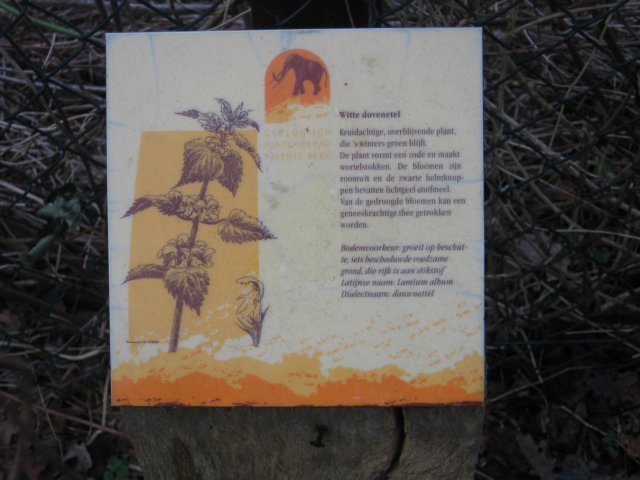 GEOLOGISCH
NATUURPAD
Witte dovenetel
Kruidachtige, overblijvende plant,
die 's winters groen blijft.
De plant vormt een zode en maakt
wortelstokken. De bloemen zijn
roomwit en de zwarte helmknop-
pen bevatten lichtgeel stuifmeel.
Van de gedroogde bloemen kan een
geneeskrachtige thee getrokken
worden.
Bodemvoorkeur: groeit op beschut-
te, iets beschaduwde voedzame
grond, die rijk is aan stikstof
Latijnse naam: Lamium album
Dialectnaam: dauwenettel
1